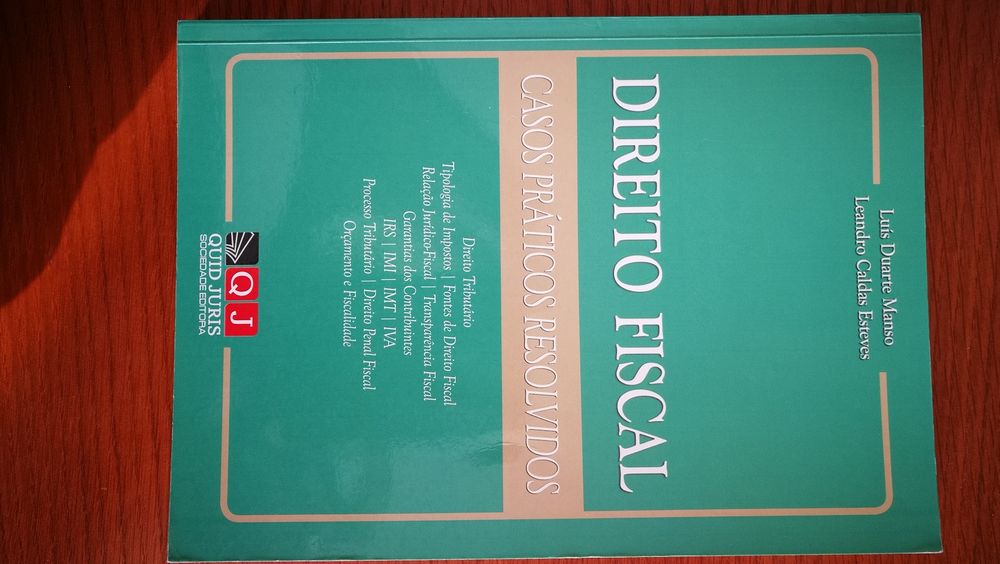 Luís Duarte Manso
Leandro Caldas Esteves
DIREITO FISCAL
CASOS PRÁTICOS RESOLVIDOS
Direito Tributário
Tipologia de Impostos | Fontes de Direito Fiscal
Relação Jurídico-Fiscal | Transparência Fiscal
Garantias dos Contribuintes
IRS | IMI | IMT | IVA
Processo Tributário | Direito Penal Fiscal
Orçamento e Fiscalidade
QJ
QUID JURIS
SOCIEDADE EDITORA